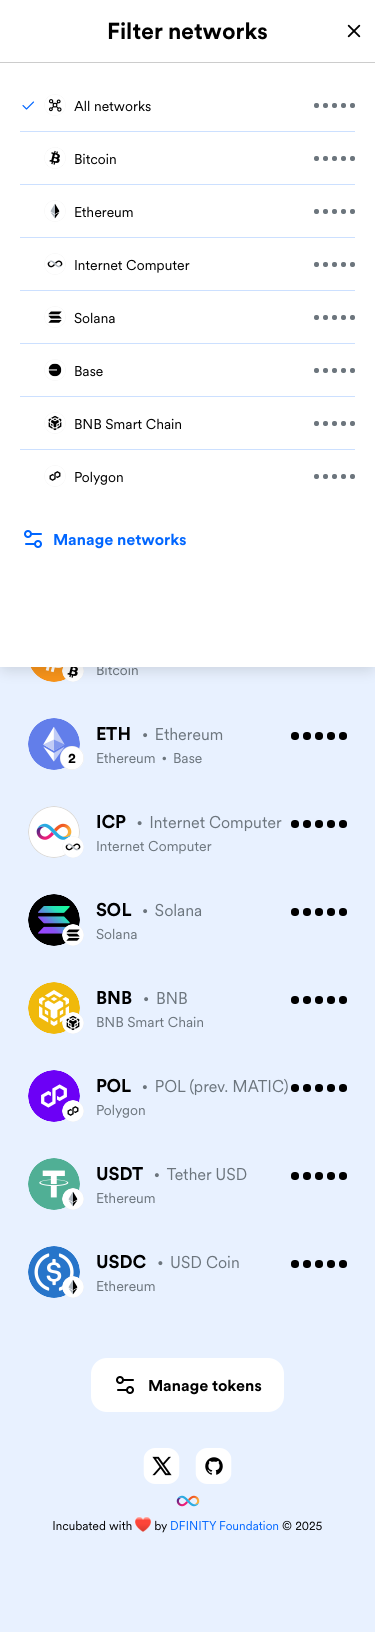 Filter networks
All networks
Bitcoin
Ethereum
Internet Computer
Solana
Base
BNB Smart Chain
Polygon
Manage networks
Bitcoin
ETH • Ethereum
2
Ethereum • Base
ICP • Internet Computer
Internet Computer
SOL • Solana
Solana
BNB • BNB
BNB Smart Chain
POL • POL (prev. MATIC)
Polygon
USDT • Tether USD
Ethereum
USDC • USD Coin
Ethereum
Manage tokens
Incubated with ❤️ by DFINITY Foundation © 2025